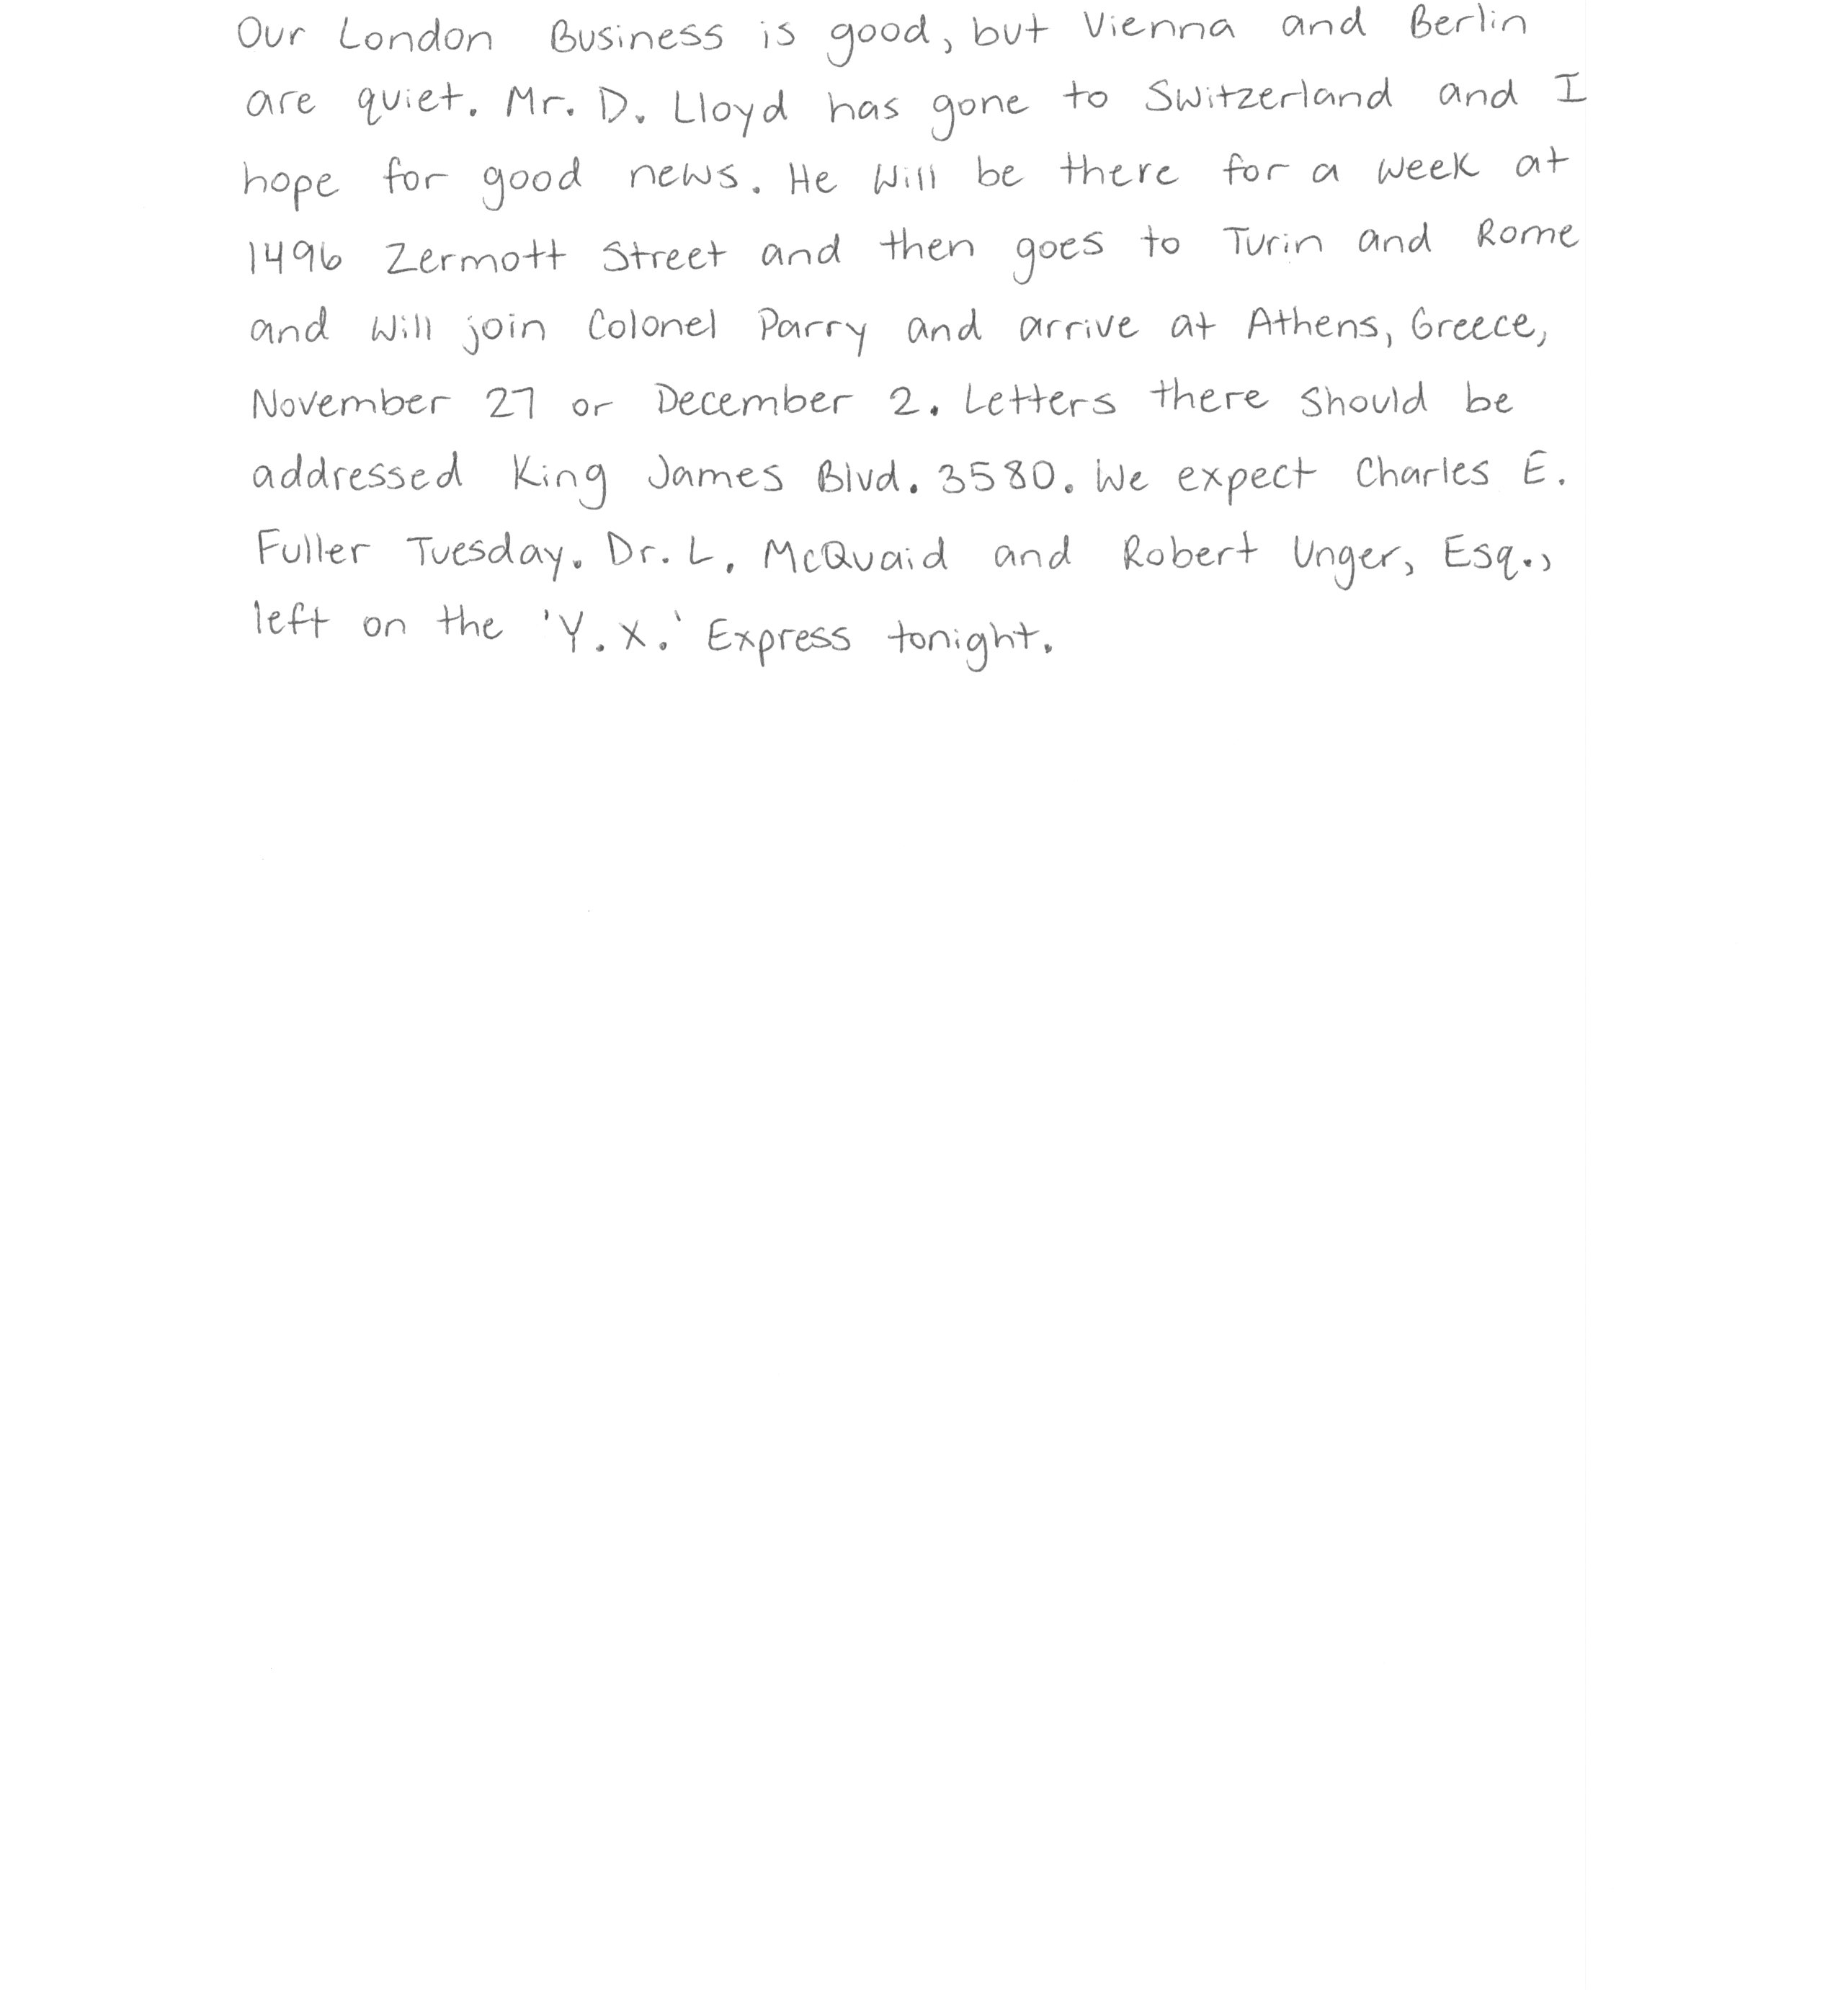 Our London Business is good, but Vienna and Berlin
are quiet. Mr. D. Lloyd has gone to Switzerland and I
hope for good news. He will be there for a week at
1496 Zermott Street and then goes to Turin and Rome
and will join Colonel Parry and arrive at Athens, Greece,
November 27 or December 2. Letters there should be
addressed King James Blvd. 3580. We expect Charles E.
Fuller Tuesday. Dr. L. McQuaid and Robert Unger, Esq.,
left on the 'Y.X.' Express tonight.